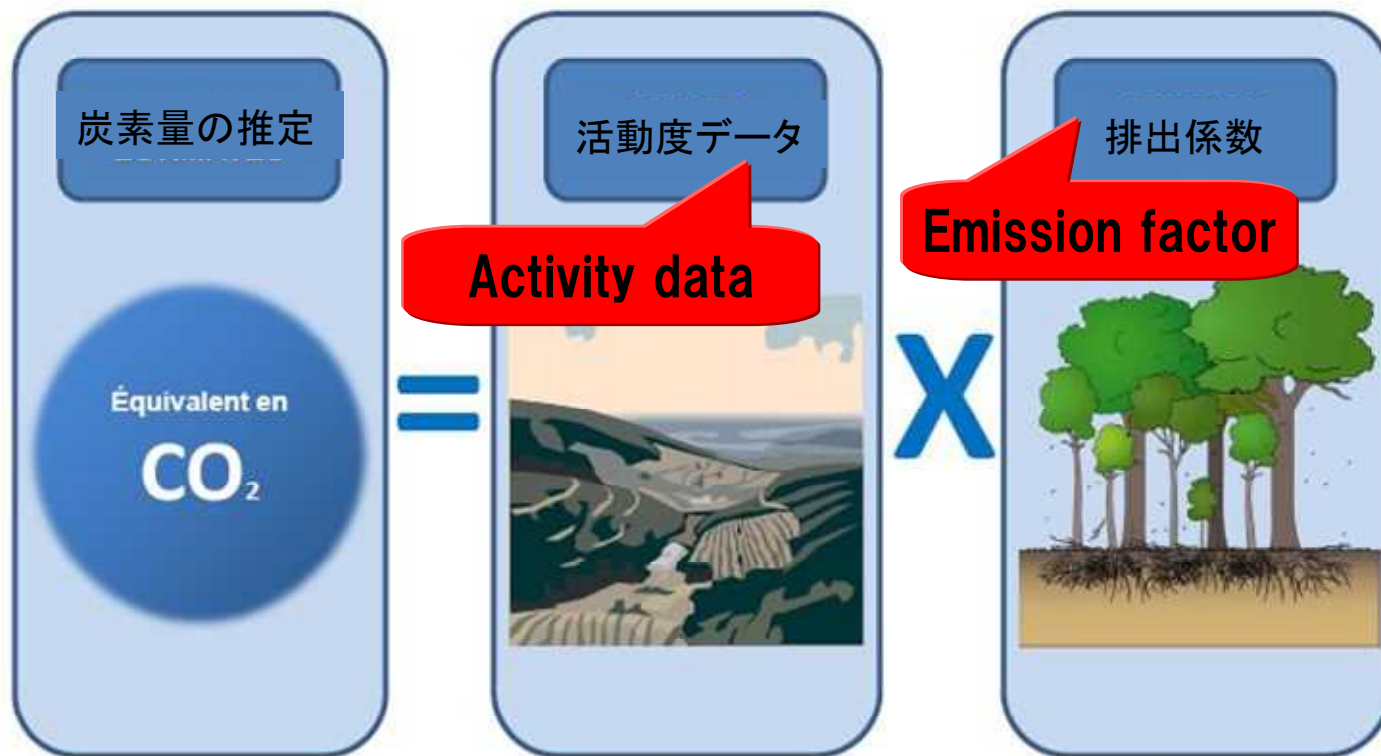 炭素量の推定
活動度データ
排出係数
Activity data
Emission factor
Équivalent en
CO₂
=
X